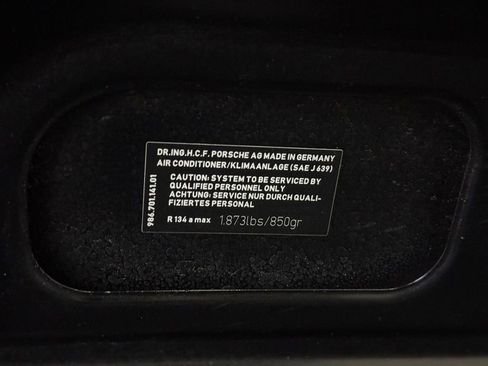 DR.ING.H.C.F. PORSCHE AG MADE IN GERMANY
AIR CONDITIONER/KLIMAANLAGE (SAE J 639)
CAUTION: SYSTEM TO BE SERVICED BY
QUALIFIED PERSONNEL ONLY
ACHTUNG: SERVICE NUR DURCH QUALI-
FIZIERTES PERSONAL
R 134 a max 1.873lbs/850gr
986.701.141.01